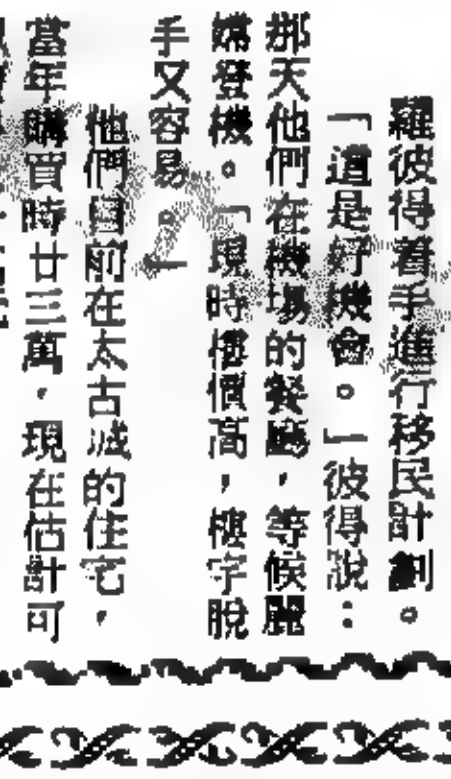 羅彼得着手進行移民計劃。
「這是好機會。」彼得說：
那天他們在機場的餐廳，等候麗
嫦登機。「現時樓價高，樓宇脫
手又容易。」
他們目前在太古城的住宅，
當年購買時廿三萬，現在估計可